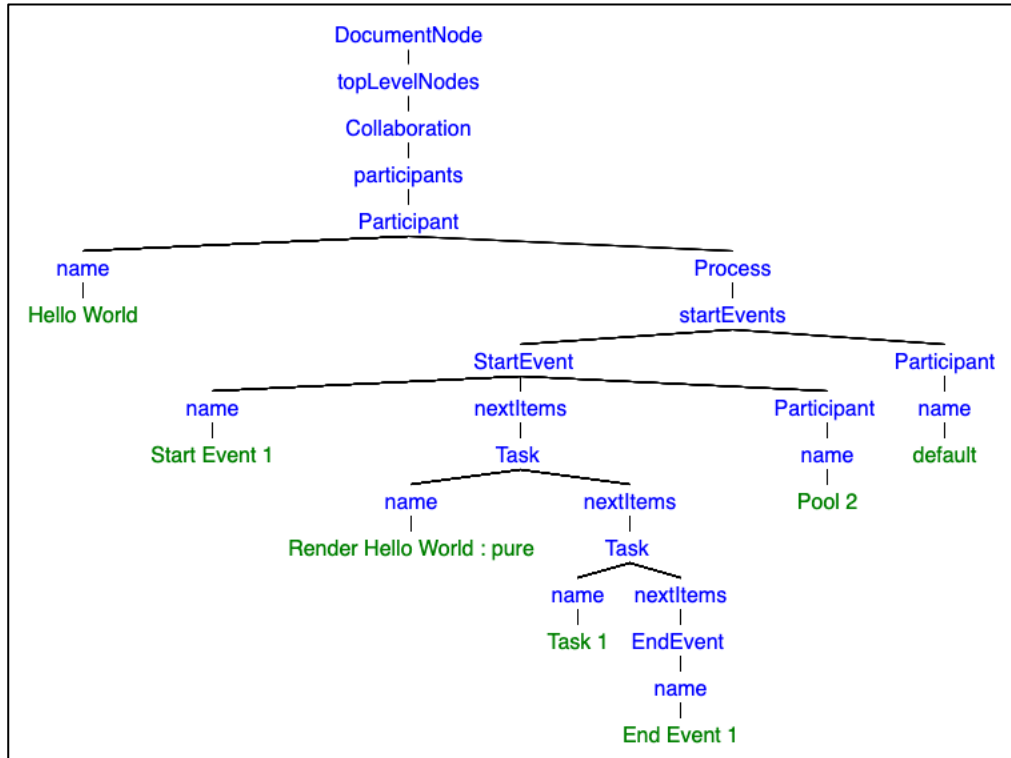 DocumentNode
topLevelNodes
Collaboration
participants
Participant
name Process
Hello World startEvents
StartEvent Participant
name nextItems Participant name
Start Event 1 Task name default
name nextItems Pool 2
Render Hello World : pure Task
name nextItems
Task 1 EndEvent
name
End Event 1